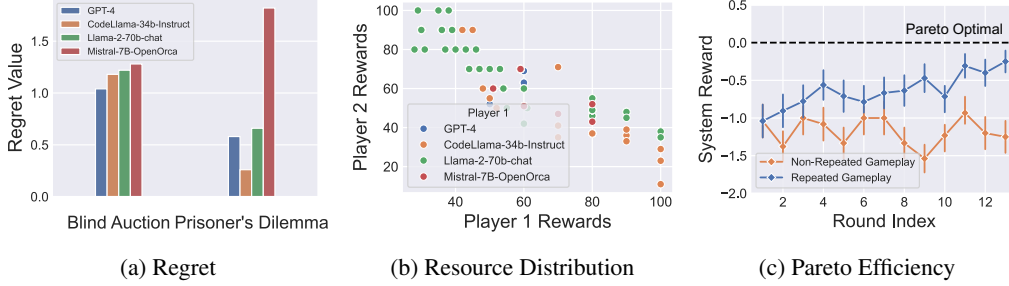 GPT-4
CodeLlama-34b-Instruct
Llama-2-70b-chat
Mistral-7B-OpenOrca
Regret Value
1.5
1.0
0.5
0.0
Blind Auction Prisoner's Dilemma
(a) Regret
Player 2 Rewards
100
80
60
40
20
Player 1
GPT-4
CodeLlama-34b-Instruct
Llama-2-70b-chat
Mistral-7B-OpenOrca
40 60 80 100
Player 1 Rewards
(b) Resource Distribution
System Reward
0.0
−0.5
−1.0
−1.5
−2.0
Pareto Optimal
Non-Repeated Gameplay
Repeated Gameplay
2 4 6 8 10 12
Round Index
(c) Pareto Efficiency